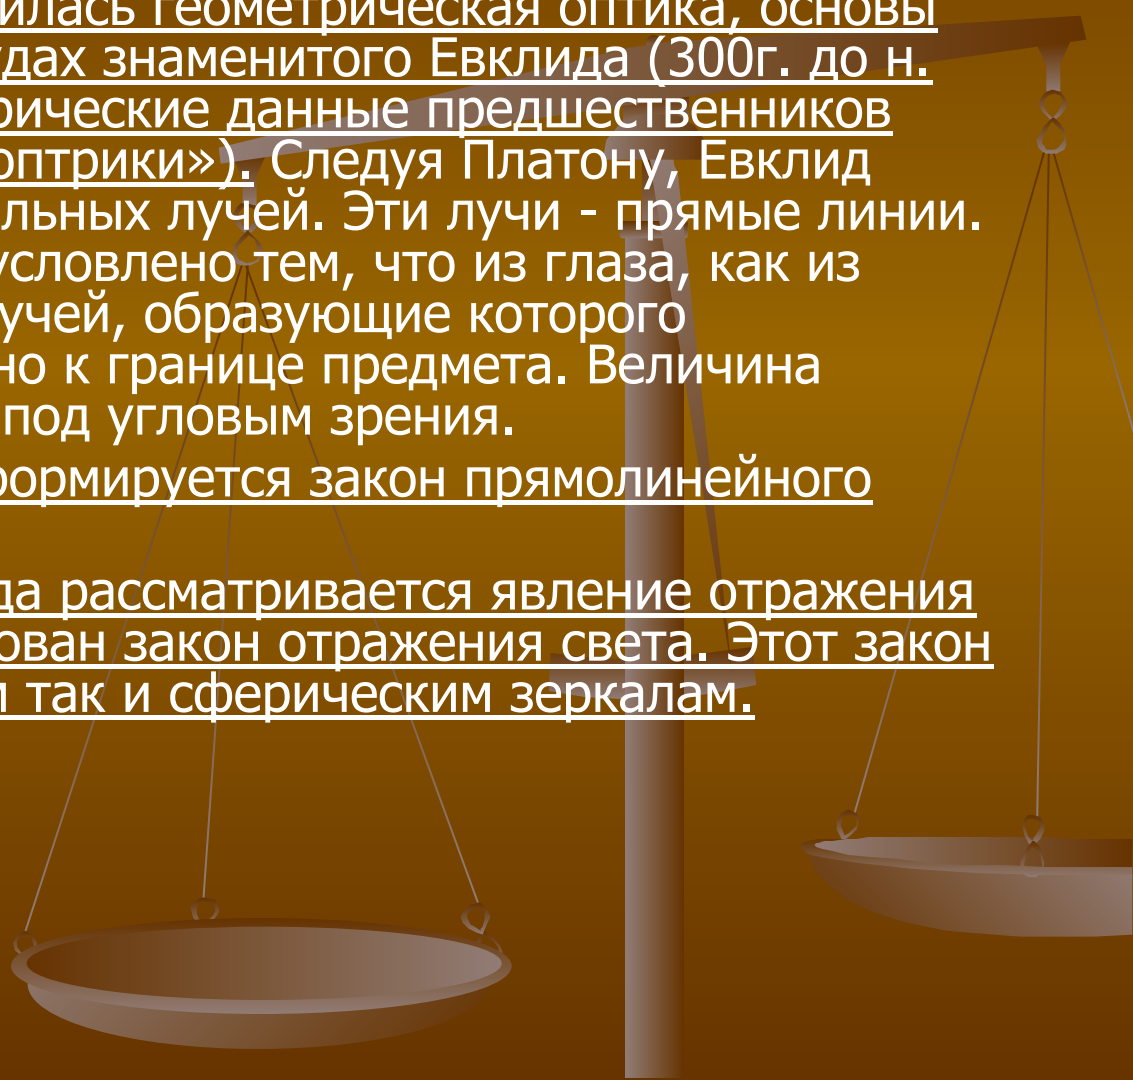 илась геометрическая оптика, основы
дах знаменитого Евклида (300г. до н.
рические данные предшественников
оптрики»). Следуя Платону, Евклид
льных лучей. Эти лучи - прямые линии.
условлено тем, что из глаза, как из
учей, образующие которого
но к границе предмета. Величина
под угловым зрения.
формируется закон прямолинейного
да рассматривается явление отражения
ован закон отражения света. Этот закон
и так и сферическим зеркалам.